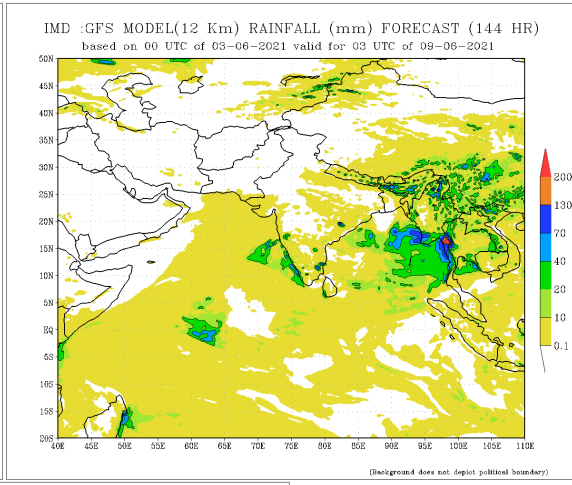 IMD :GFS MODEL(12 Km) RAINFALL (mm) FORECAST (144 HR)
based on 00 UTC of 03-06-2021 valid for 03 UTC of 09-06-2021
50N
45N
40N
35N
30N
25N
20N
15N
10N
5N
EQ
5S
10S
15S
20S
40E 45E 50E 55E 60E 65E 70E 75E 80E 85E 90E 95E 100E 105E 110E
200
130
70
40
20
10
0.1
(Background does not depict political boundary)